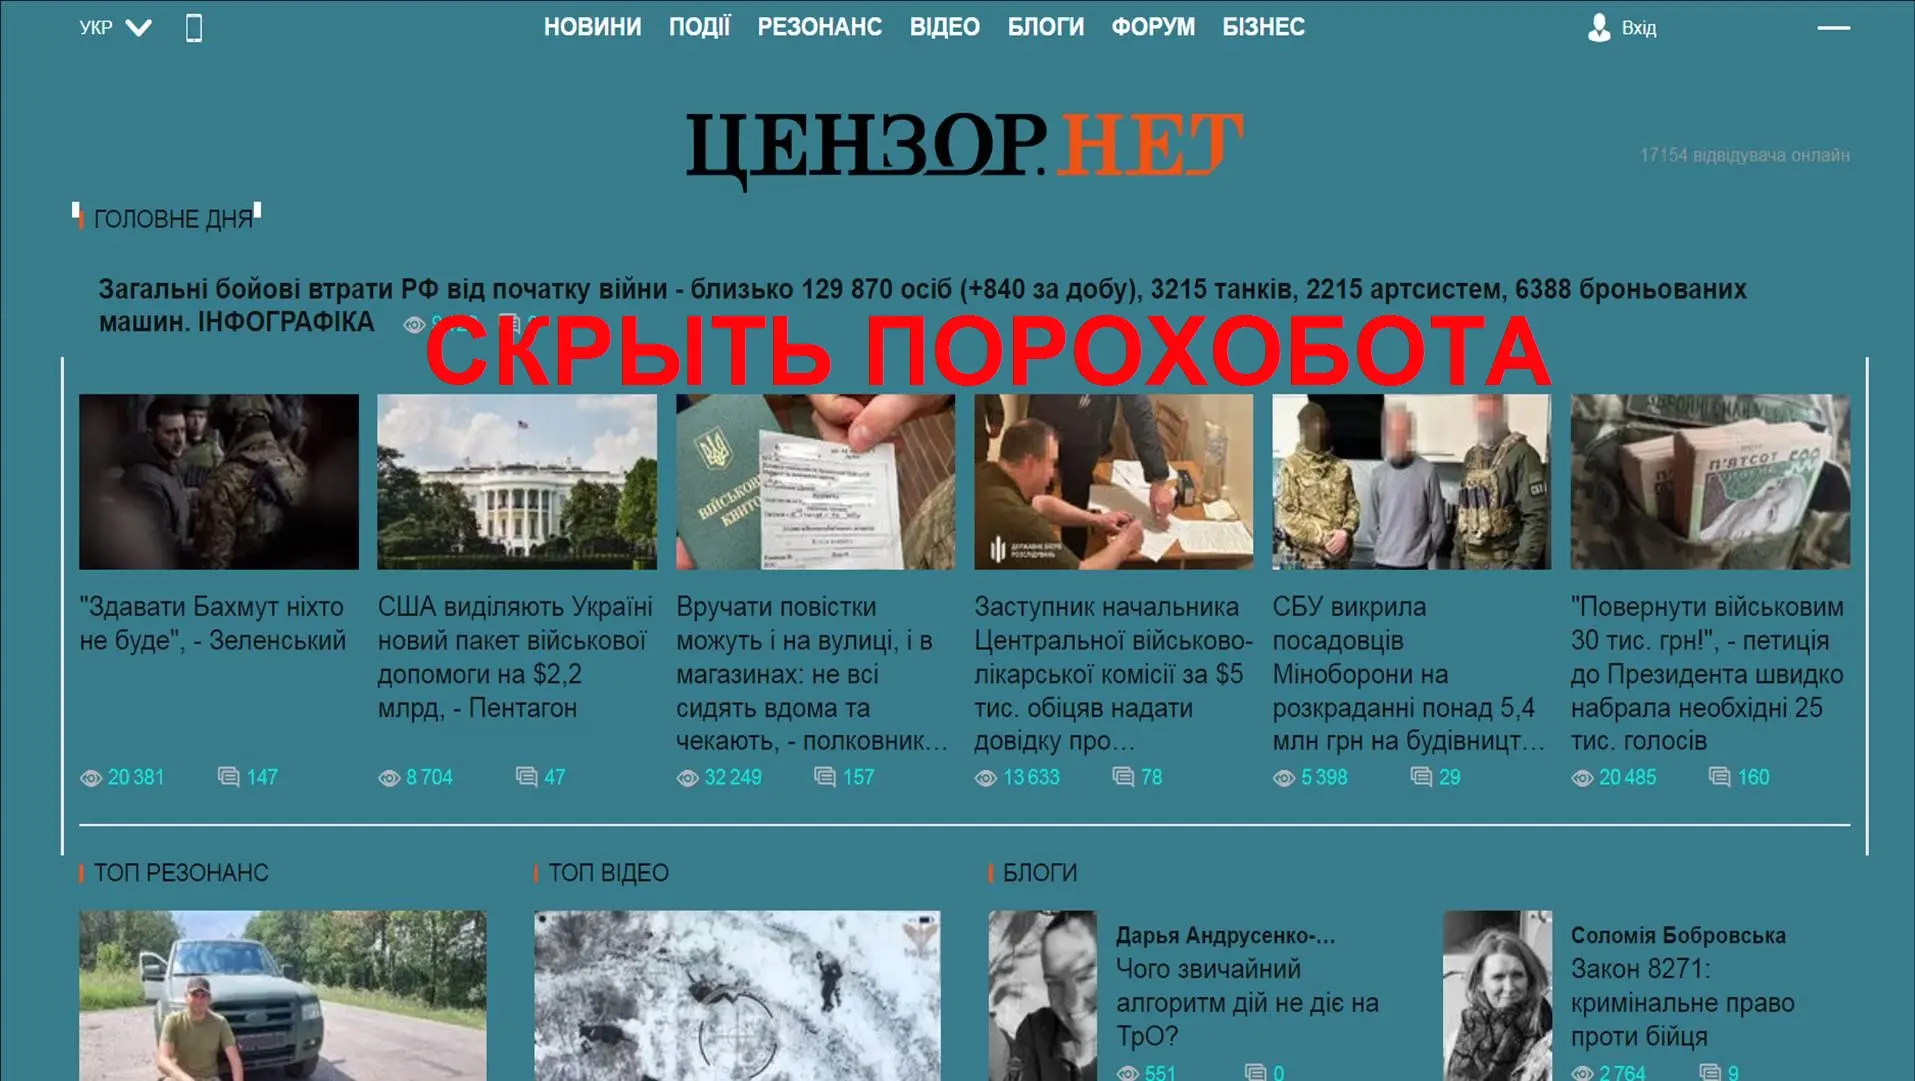 УКР
НОВИНИ ПОДІЇ РЕЗОНАНС ВІДЕО БЛОГИ ФОРУМ БІЗНЕС
Вхід
ЦЕНЗОР.НЕТ
17154 відвідувача онлайн
ГОЛОВНЕ ДНЯ
Загальні бойові втрати РФ від початку війни - близько 129 870 осіб (+840 за добу), 3215 танків, 2215 артсистем, 6388 броньованих
машин. ІНФОГРАФІКА
СКРЫТЬ ПОРОХОБОТА
ДЕРЖАВНЕ БЮРО
РОЗСЛІДУВАНЬ
П'ЯТСОТ
500
"Здавати Бахмут ніхто
не буде", - Зеленський
20 381 147
США виділяють Україні
новий пакет військової
допомоги на $2,2
млрд, - Пентагон
8 704 47
Вручати повістки
можуть і на вулиці, і в
магазинах: не всі
сидять вдома та
чекають, - полковник...
32 249 157
Заступник начальника
Центральної військово-
лікарської комісії за $5
тис. обіцяв надати
довідку про...
13 633 78
СБУ викрила
посадовців
Міноборони на
розкраданні понад 5,4
млн грн на будівницт...
5 398 29
"Повернути військовим
30 тис. грн!", - петиція
до Президента швидко
набрала необхідні 25
тис. голосів
20 485 160
ТОП РЕЗОНАНС
ТОП ВІДЕО
БЛОГИ
Дарья Андрусенко-...
Чого звичайний
алгоритм дій не діє на
ТрО?
551 0
Соломія Бобровська
Закон 8271:
кримінальне право
проти бійця
2 764 9